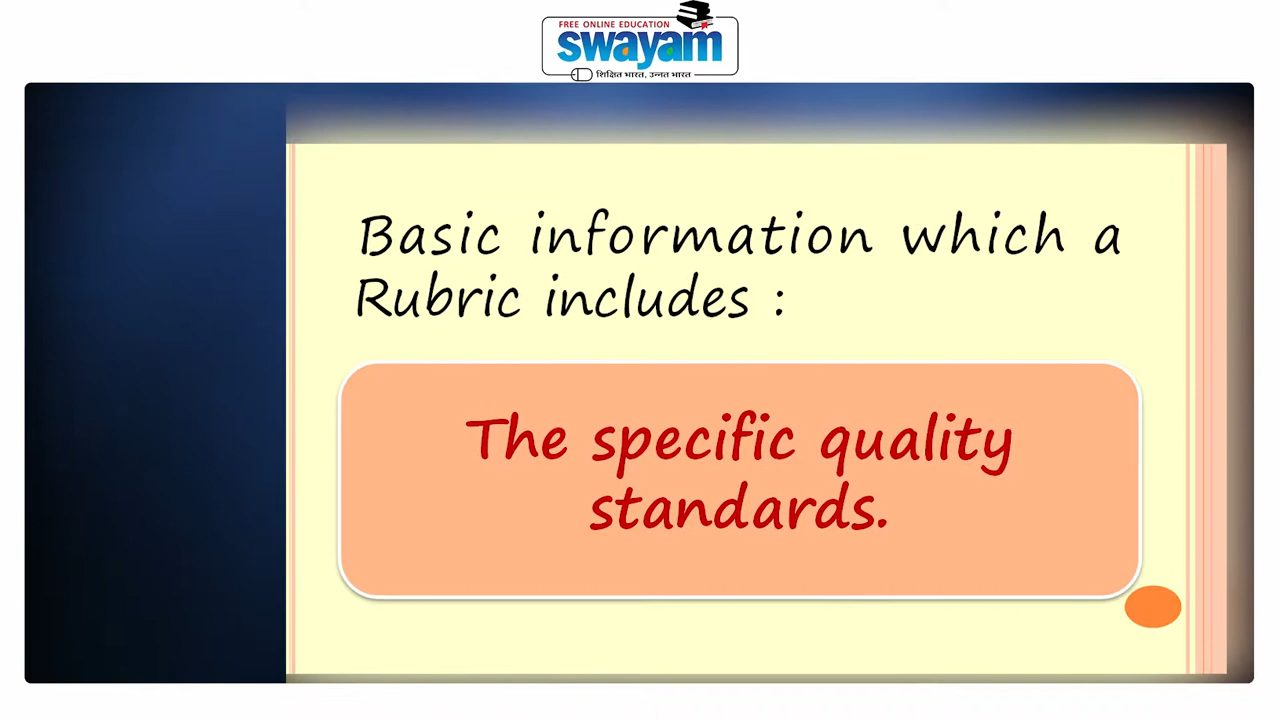 FREE ONLINE EDUCATION
swayam
शिक्षित भारत, उन्नत भारत
Basic information which a
Rubric includes :
The specific quality
standards.